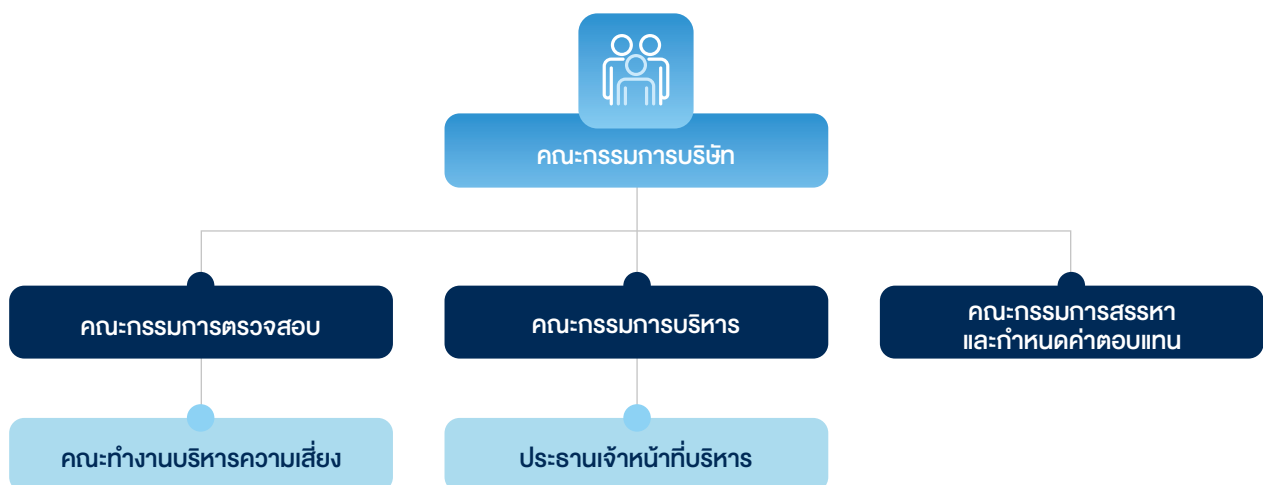 คณะกรรมการบริษัท
คณะกรรมการตรวจสอบ
คณะกรรมการบริหาร
คณะกรรมการสรรหา
และกำหนดค่าตอบแทน
คณะทำงานบริหารความเสี่ยง
ประธานเจ้าหน้าที่บริหาร